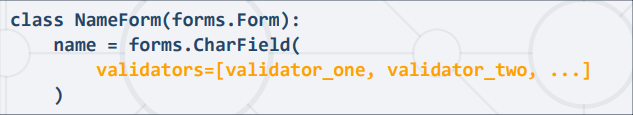 class NameForm(forms.Form):
    name = forms.CharField(
        validators=[validator_one, validator_two, ...]
    )